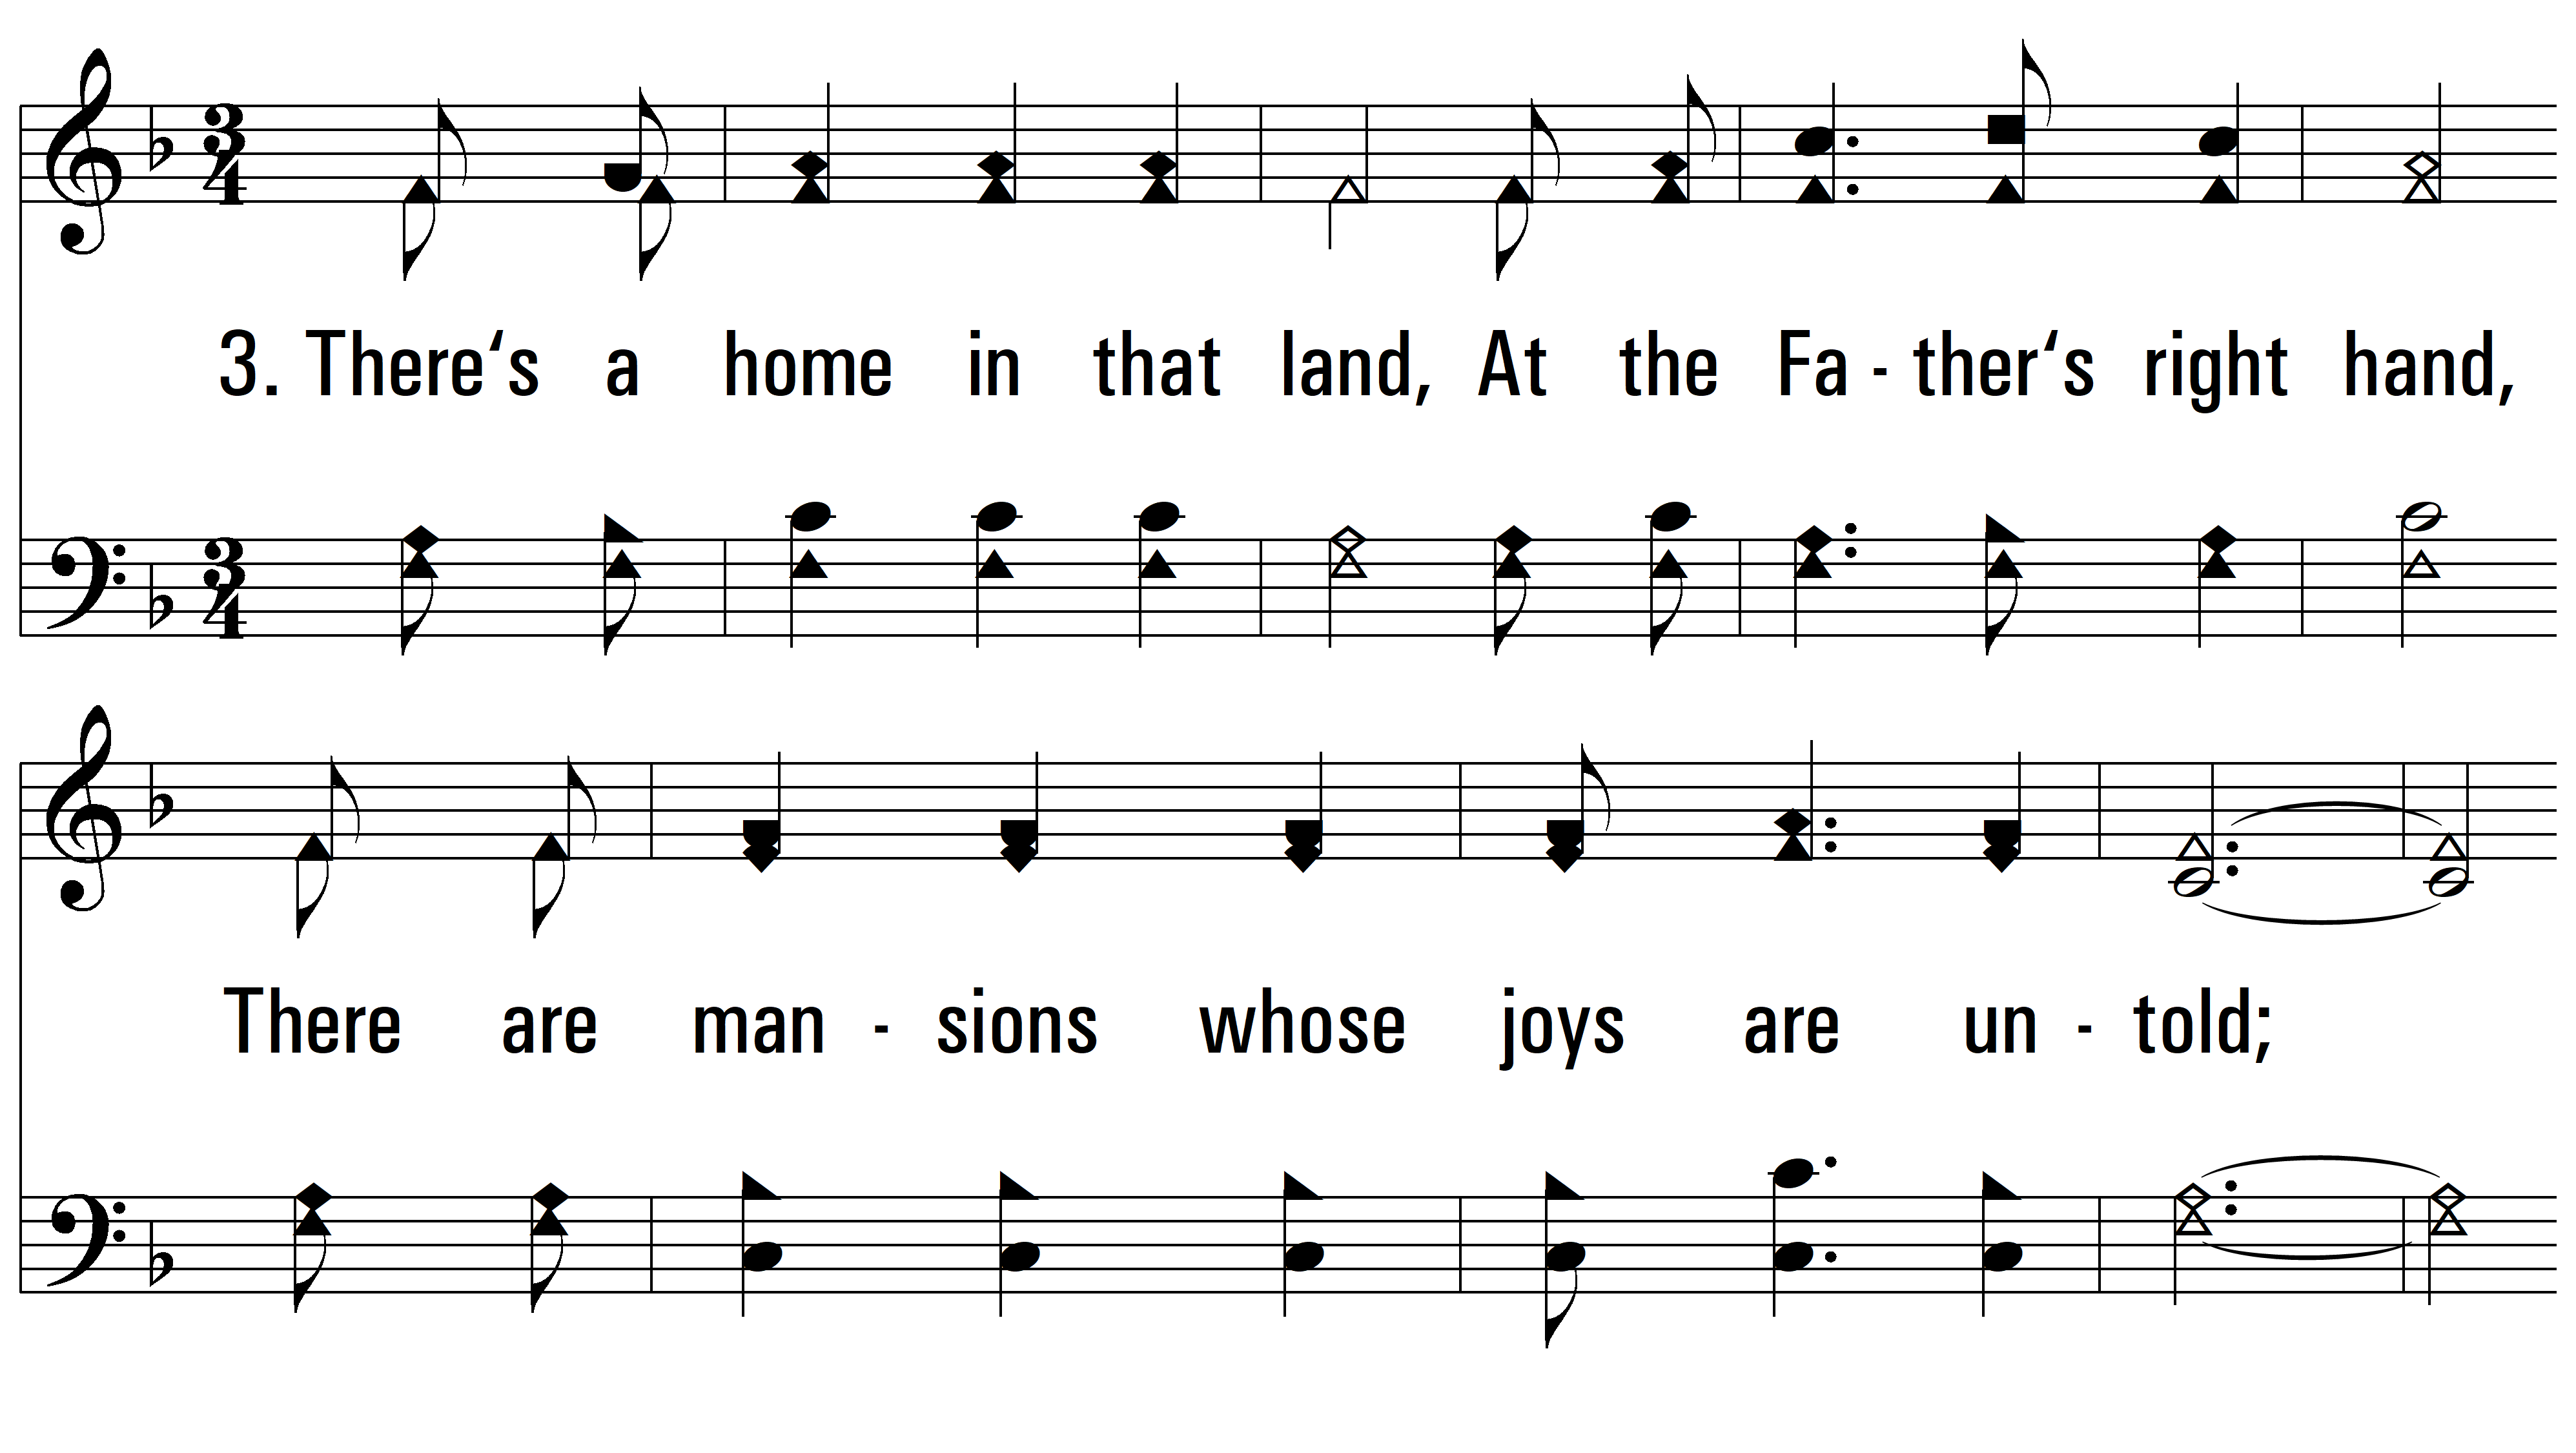 3. There‘s a home in that land, At the Fa - ther‘s right hand,
There are man - sions whose joys are un - told;